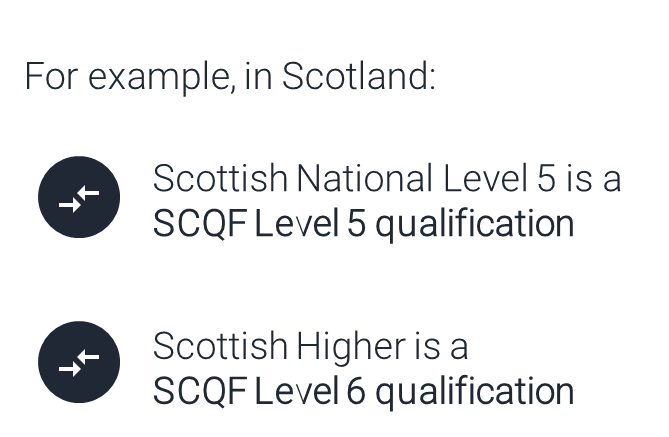 For example, in Scotland:
Scottish National Level 5 is a
SCQF Level 5 qualification
Scottish Higher is a
SCQF Level 6 qualification